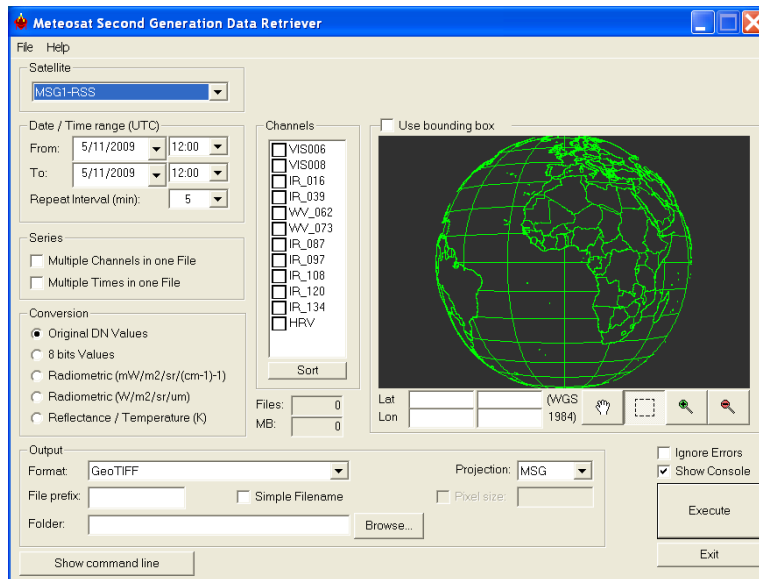 Meteosat Second Generation Data Retriever
File Help
Satellite
MSG1-RSS
Date / Time range (UTC)
From: 5/11/2009 12:00
To: 5/11/2009 12:00
Repeat Interval (min): 5
Series
Multiple Channels in one File
Multiple Times in one File
Conversion
Original DN Values
8 bits Values
Radiometric (mW/m2/sr/(cm-1)-1)
Radiometric (W/m2/sr/um)
Reflectance / Temperature (K)
Channels
VIS006
VIS008
IR_016
IR_039
WV_062
WV_073
IR_087
IR_097
IR_108
IR_120
IR_134
HRV
Sort
Files: 0
MB: 0
Use bounding box
Lat (WGS
Lon 1984)
Output
Format: GeoTIFF Projection: MSG
File prefix: Simple Filename Pixel size:
Folder: Browse...
Ignore Errors
Show Console
Execute
Exit
Show command line